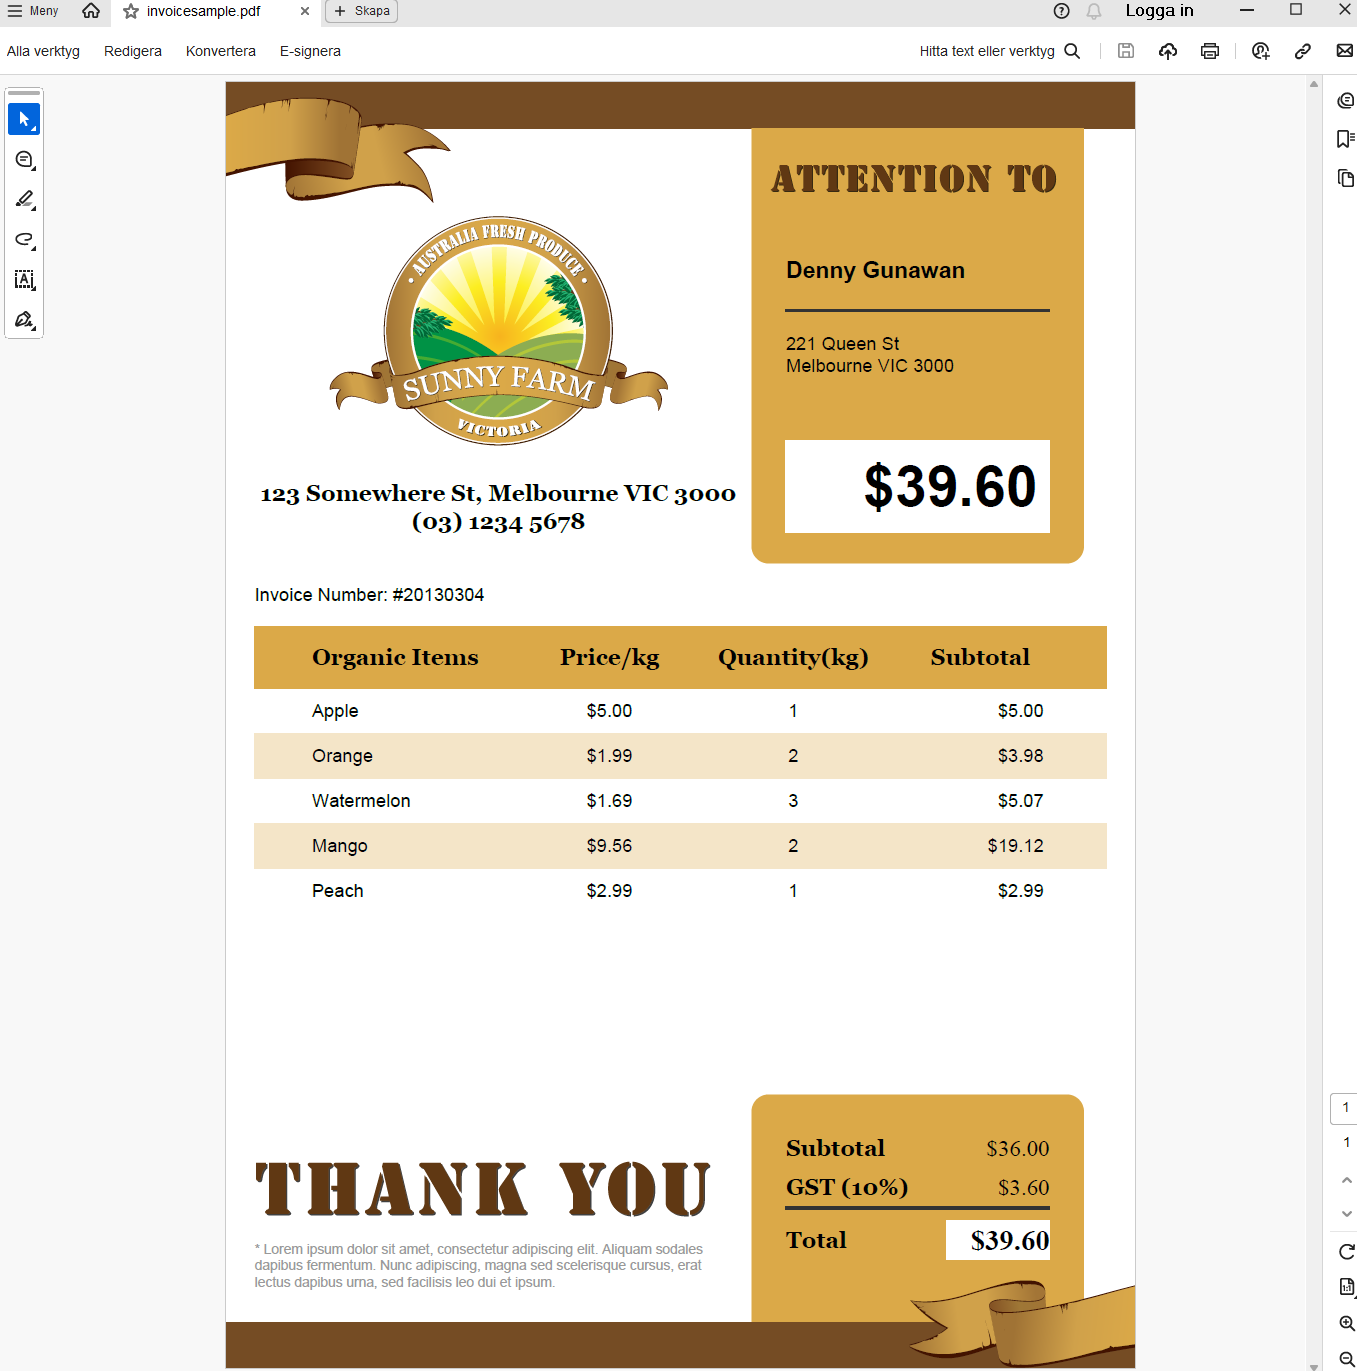 Meny
invoicesample.pdf
Skapa
Logga in
Alla verktyg Redigera Konvertera E-signera
Hitta text eller verktyg
ATTENTION TO
Denny Gunawan
221 Queen St
Melbourne VIC 3000
$39.60
AUSTRALIA FRESH PRODUCE
SUNNY FARM
VICTORIA
123 Somewhere St, Melbourne VIC 3000
(03) 1234 5678
Invoice Number: #20130304
Organic Items Price/kg Quantity(kg) Subtotal
Apple $5.00 1 $5.00
Orange $1.99 2 $3.98
Watermelon $1.69 3 $5.07
Mango $9.56 2 $19.12
Peach $2.99 1 $2.99
THANK YOU
* Lorem ipsum dolor sit amet, consectetur adipiscing elit. Aliquam sodales
dapibus fermentum. Nunc adipiscing, magna sed scelerisque cursus, erat
lectus dapibus urna, sed facilisis leo dui et ipsum.
Subtotal $36.00
GST (10%) $3.60
Total $39.60
1
1